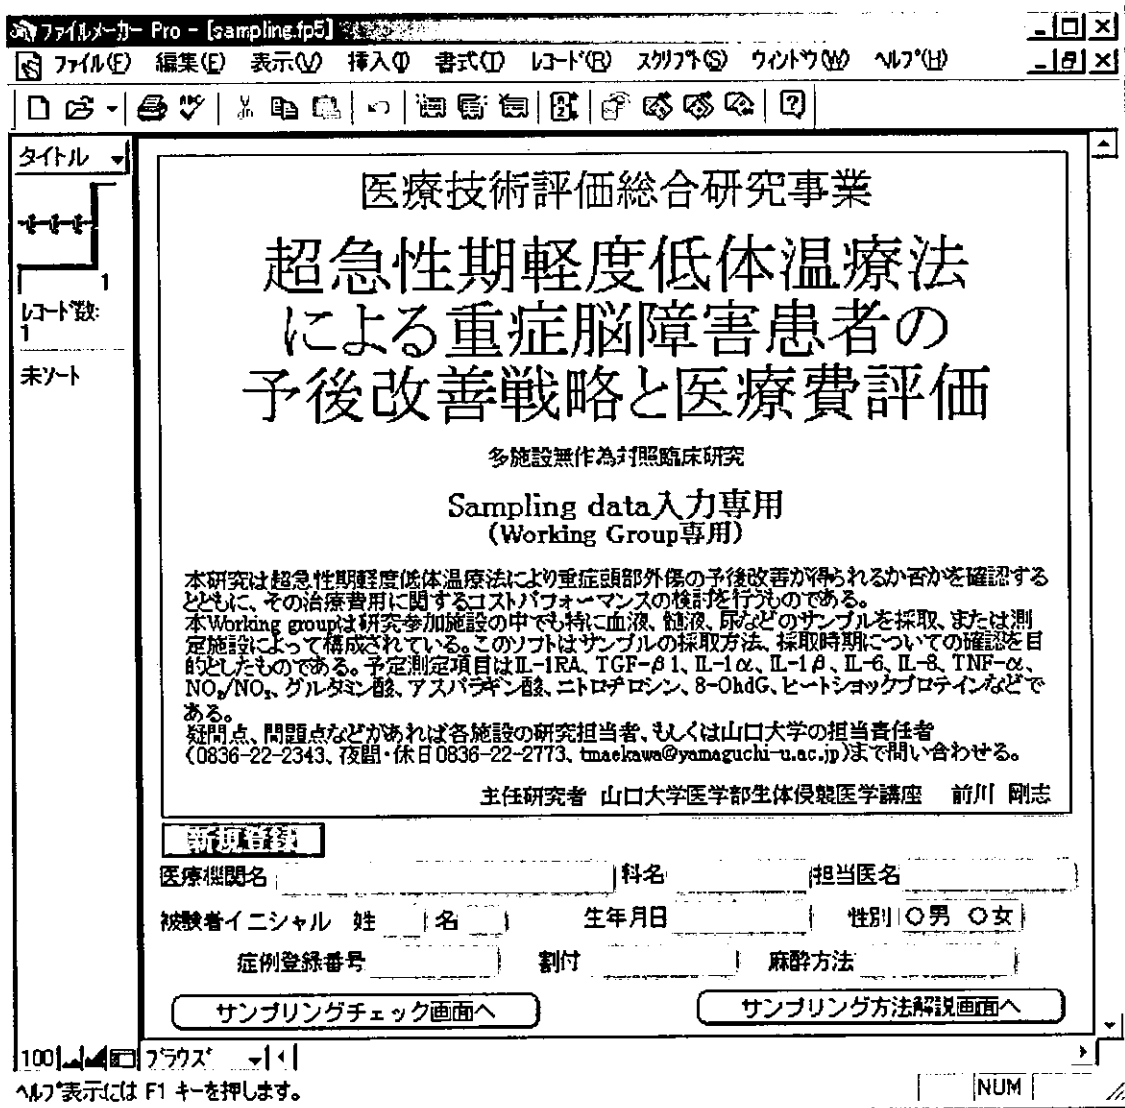 ファイルメーカー Pro - [sampling.fp5]
ファイル(F) 編集(E) 表示(V) 挿入(I) 書式(T) レコード(R) スクリプト(S) ウィンドウ(W) ヘルプ(H)
タイトル
1
レコード数:
1
未ソート
医療技術評価総合研究事業
超急性期軽度低体温療法
による重症脳障害患者の
予後改善戦略と医療費評価
多施設無作為対照臨床研究
Sampling data入力専用
(Working Group専用)
本研究は超急性期軽度低体温療法により重症頭部外傷の予後改善が得られるか否かを確認する
とともに、その治療費用に関するコストパフォーマンスの検討を行うものである。
本Working groupは研究参加施設の中でも特に血液、髄液、尿などのサンプルを採取、または測
定施設によって構成されている。このソフトはサンプルの採取方法、採取時期についての確認を目
的としたものである。予定測定項目はIL-1RA、TGF-β1、IL-1α、IL-1β、IL-6、IL-8、TNF-α、
NO₂/NO₃、グルタミン酸、アスパラギン酸、ニトロチロシン、8-OhdG、ヒートショックプロテインなどで
ある。
疑問点、問題点などがあれば各施設の研究担当者、もしくは山口大学の担当責任者
(0836-22-2343、夜間・休日0836-22-2773、tmaekawa@yamaguchi-u.ac.jp)まで問い合わせる。
主任研究者 山口大学医学部生体侵襲医学講座 前川 剛志
新規登録
医療機関名 科名 担当医名
被験者イニシャル 姓 名 生年月日 性別 ○男 ○女
症例登録番号 割付 麻酔方法
サンプリングチェック画面へ サンプリング方法解説画面へ
100 ブラウズ
ヘルプ表示には F1 キーを押します。 NUM